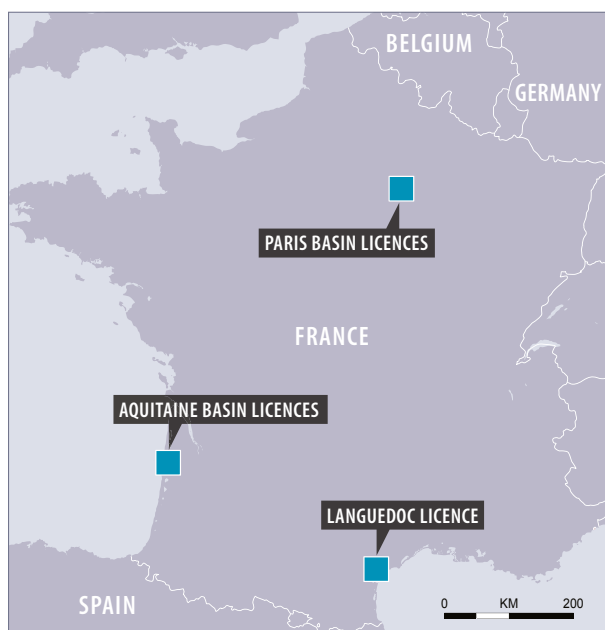 BELGIUM
GERMANY
PARIS BASIN LICENCES
FRANCE
AQUITAINE BASIN LICENCES
LANGUEDOC LICENCE
SPAIN
0 KM 200